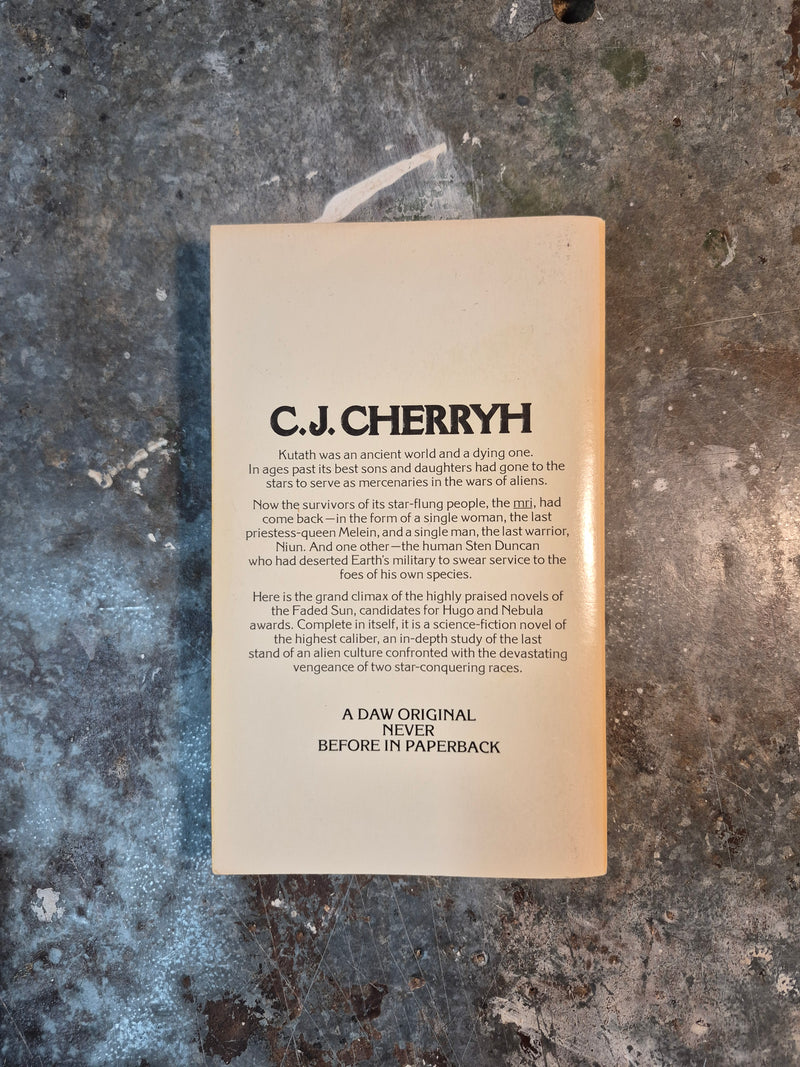 C.J. CHERRYH
Kutath was an ancient world and a dying one.
In ages past its best sons and daughters had gone to the
stars to serve as mercenaries in the wars of aliens.
Now the survivors of its star-flung people, the mri, had
come back—in the form of a single woman, the last
priestess-queen Melein, and a single man, the last warrior,
Niun. And one other—the human Sten Duncan
who had deserted Earth's military to swear service to the
foes of his own species.
Here is the grand climax of the highly praised novels of
the Faded Sun, candidates for Hugo and Nebula
awards. Complete in itself, it is a science-fiction novel of
the highest caliber, an in-depth study of the last
stand of an alien culture confronted with the devastating
vengeance of two star-conquering races.
A DAW ORIGINAL
NEVER
BEFORE IN PAPERBACK